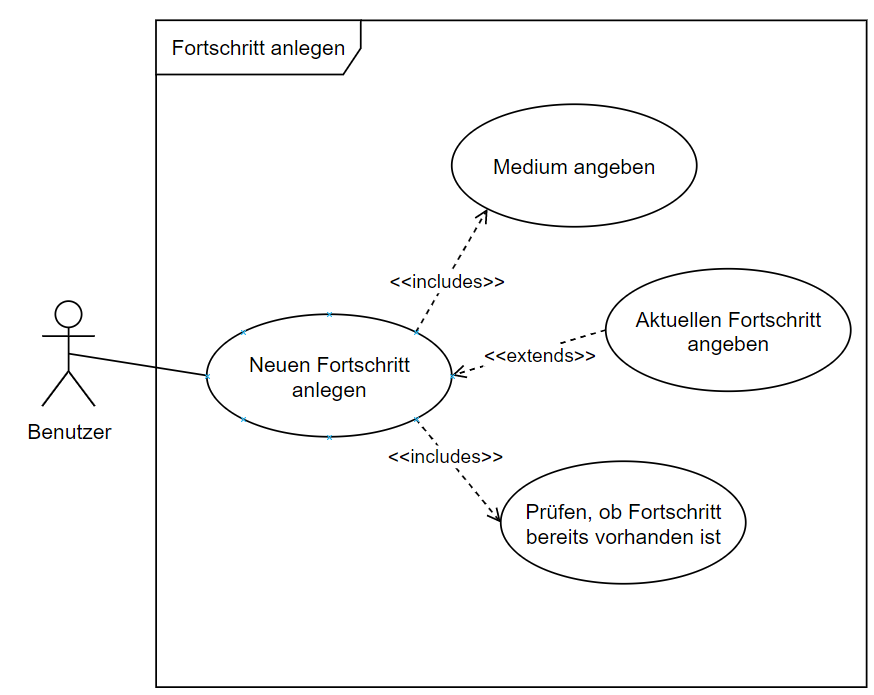 Fortschritt anlegen
Medium angeben
<<includes>>
Aktuellen Fortschritt
angeben
<<extends>>
Neuen Fortschritt
anlegen
Benutzer
<<includes>>
Prüfen, ob Fortschritt
bereits vorhanden ist